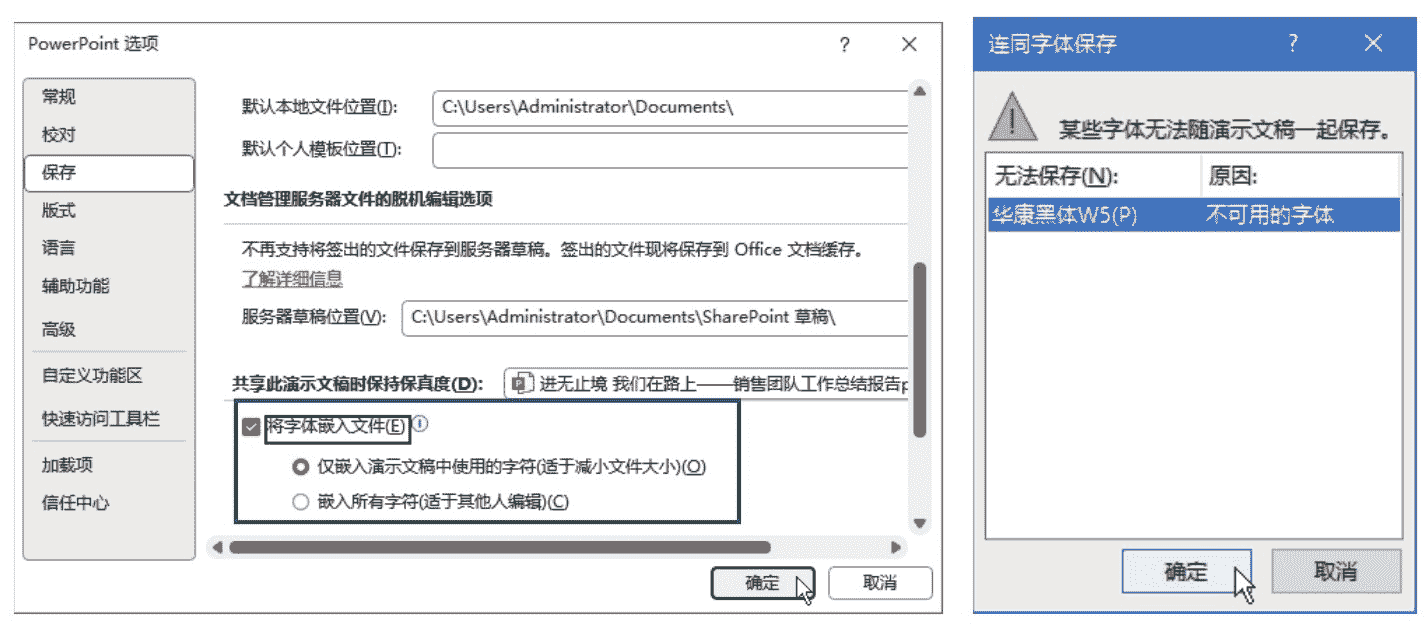 PowerPoint 选项
?
常规
校对
保存
版式
语言
辅助功能
高级
自定义功能区
快速访问工具栏
加载项
信任中心
默认本地文件位置(I): C:\Users\Administrator\Documents\
默认个人模板位置(T):
文档管理服务器文件的脱机编辑选项
不再支持将签出的文件保存到服务器草稿。签出的文件现将保存到 Office 文档缓存。
了解详细信息
服务器草稿位置(V): C:\Users\Administrator\Documents\SharePoint 草稿\
共享此演示文稿时保持保真度(D): 进无止境 我们在路上——销售团队工作总结报告p
将字体嵌入文件(E)
仅嵌入演示文稿中使用的字符(适于减小文件大小)(O)
嵌入所有字符(适于其他人编辑)(C)
确定 取消
连同字体保存 ?
某些字体无法随演示文稿一起保存。
无法保存(N): 原因:
华康黑体W5(P) 不可用的字体
确定 取消